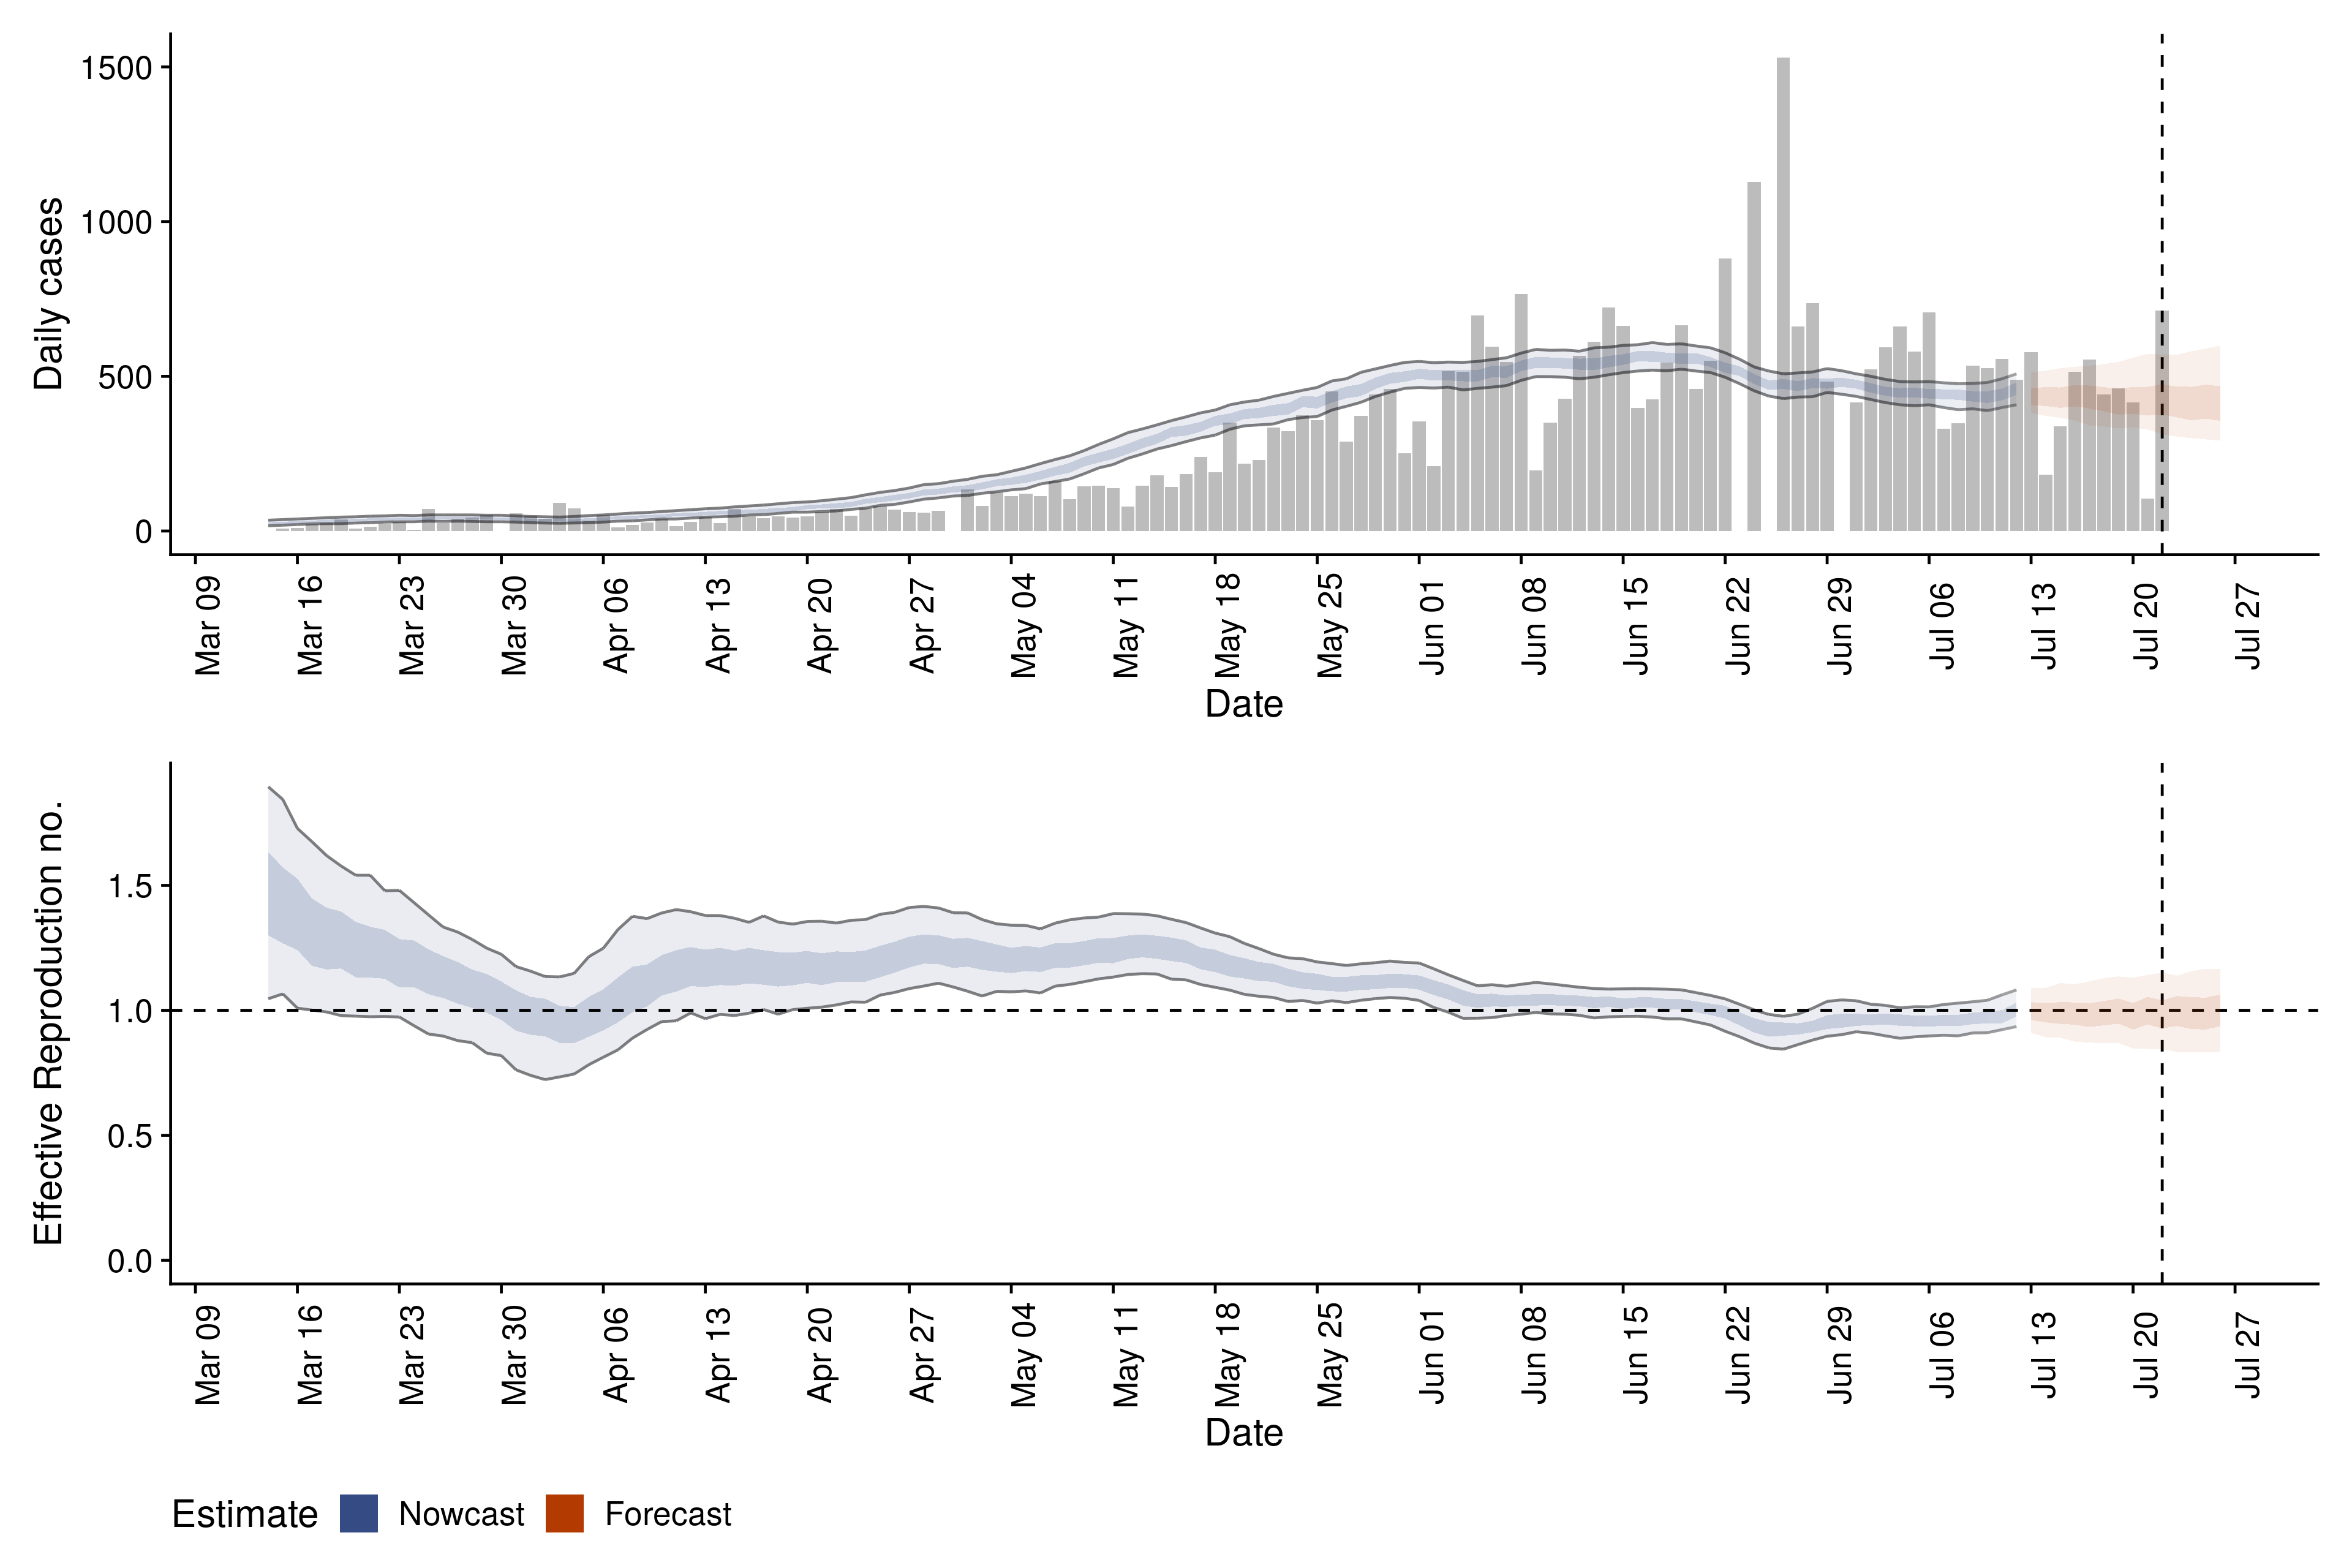 Daily cases
1500
1000
500
0
Mar 09
Mar 16
Mar 23
Mar 30
Apr 06
Apr 13
Apr 20
Apr 27
May 04
May 11
May 18
May 25
Jun 01
Jun 08
Jun 15
Jun 22
Jun 29
Jul 06
Jul 13
Jul 20
Jul 27
Date
Effective Reproduction no.
1.5
1.0
0.5
0.0
Mar 09
Mar 16
Mar 23
Mar 30
Apr 06
Apr 13
Apr 20
Apr 27
May 04
May 11
May 18
May 25
Jun 01
Jun 08
Jun 15
Jun 22
Jun 29
Jul 06
Jul 13
Jul 20
Jul 27
Date
Estimate Nowcast Forecast